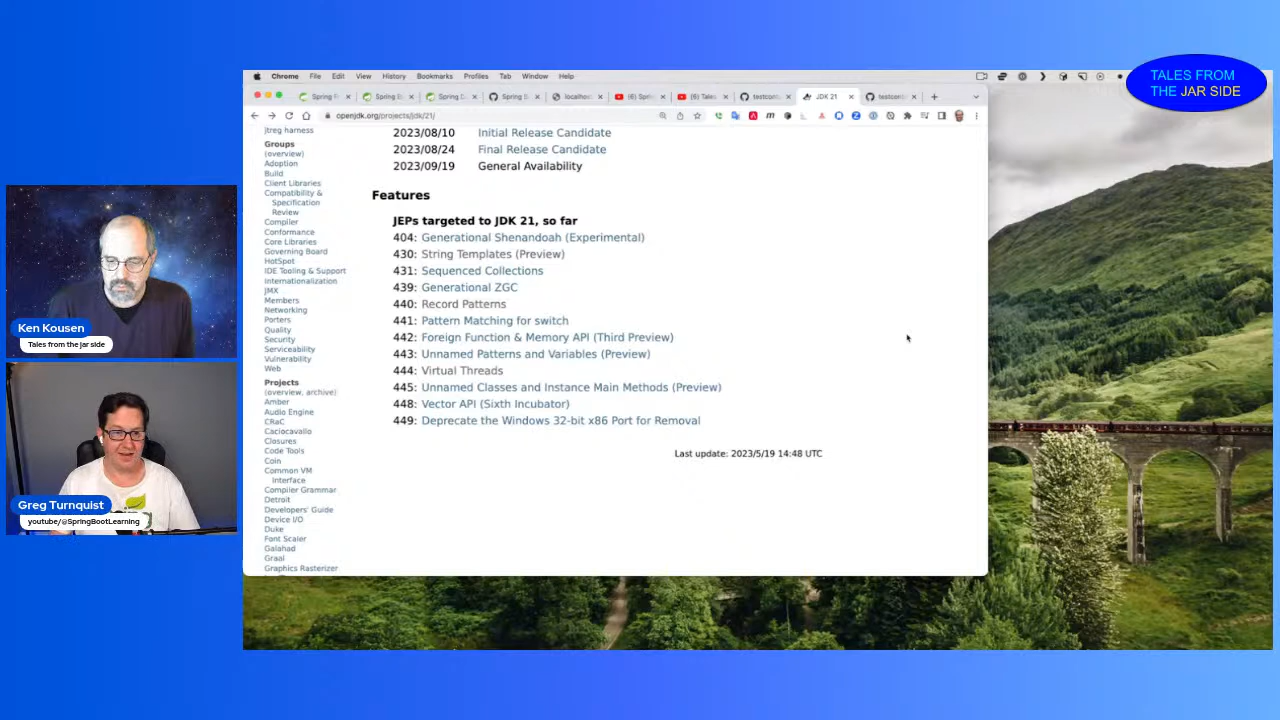 TALES FROM
THE JAR SIDE
Chrome File Edit View History Bookmarks Profiles Tab Window Help
JDK 21
openjdk.org/projects/jdk/21/
jtreg harness
Groups
(overview)
Adoption
Build
Client Libraries
Compatibility &
Specification
Review
Compiler
Conformance
Core Libraries
Governing Board
HotSpot
IDE Tooling & Support
Internationalization
JMX
Members
Networking
Porters
Quality
Security
Serviceability
Vulnerability
Web
Projects
(overview, archive)
Amber
Audio Engine
CRaC
Caciocavallo
Closures
Code Tools
Coin
Common VM
Interface
Compiler Grammar
Detroit
Developers' Guide
Device I/O
Duke
Font Scaler
Galahad
Graal
Graphics Rasterizer
2023/08/10 Initial Release Candidate
2023/08/24 Final Release Candidate
2023/09/19 General Availability
Features
JEPs targeted to JDK 21, so far
404: Generational Shenandoah (Experimental)
430: String Templates (Preview)
431: Sequenced Collections
439: Generational ZGC
440: Record Patterns
441: Pattern Matching for switch
442: Foreign Function & Memory API (Third Preview)
443: Unnamed Patterns and Variables (Preview)
444: Virtual Threads
445: Unnamed Classes and Instance Main Methods (Preview)
448: Vector API (Sixth Incubator)
449: Deprecate the Windows 32-bit x86 Port for Removal
Last update: 2023/5/19 14:48 UTC
Ken Kousen
Tales from the jar side
Greg Turnquist
youtube/@SpringBootLearning